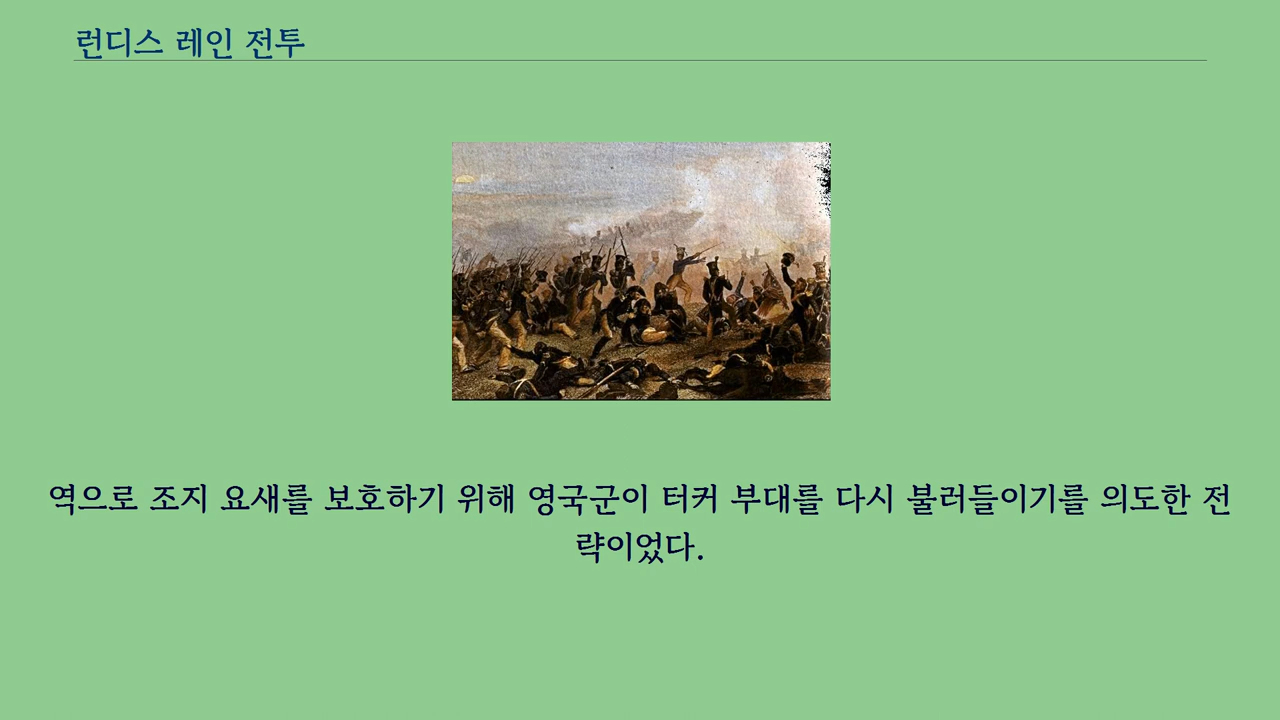 런디스 레인 전투
역으로 조지 요새를 보호하기 위해 영국군이 터커 부대를 다시 불러들이기를 의도한 전
략이었다.